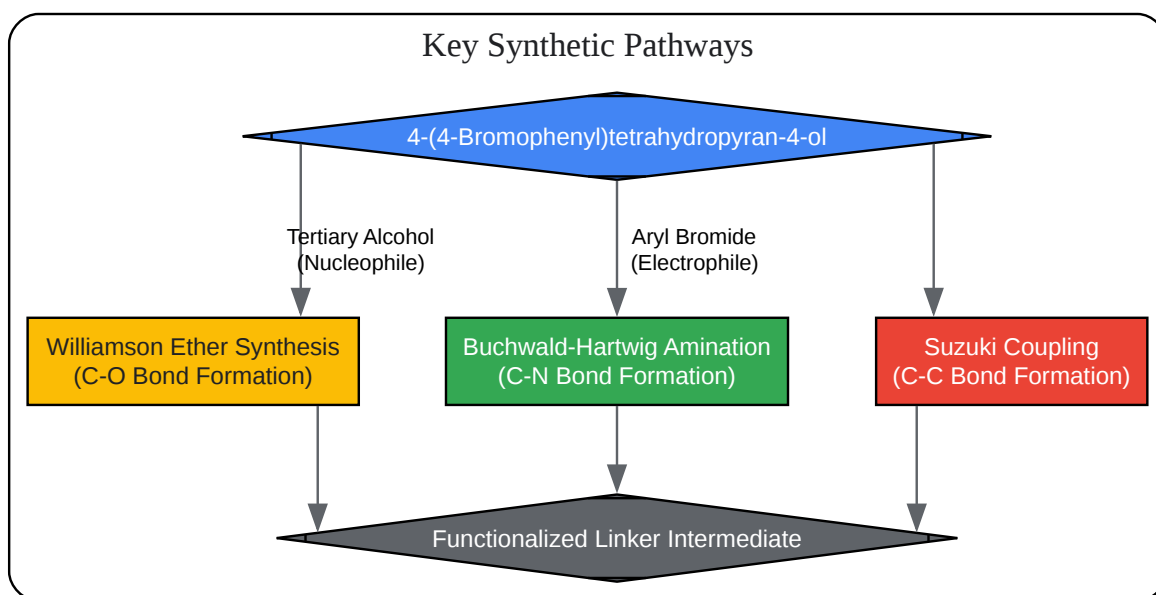 Key Synthetic Pathways
4-(4-Bromophenyl)tetrahydropyran-4-ol
Tertiary Alcohol
(Nucleophile)
Aryl Bromide
(Electrophile)
Williamson Ether Synthesis
(C-O Bond Formation)
Buchwald-Hartwig Amination
(C-N Bond Formation)
Suzuki Coupling
(C-C Bond Formation)
Functionalized Linker Intermediate